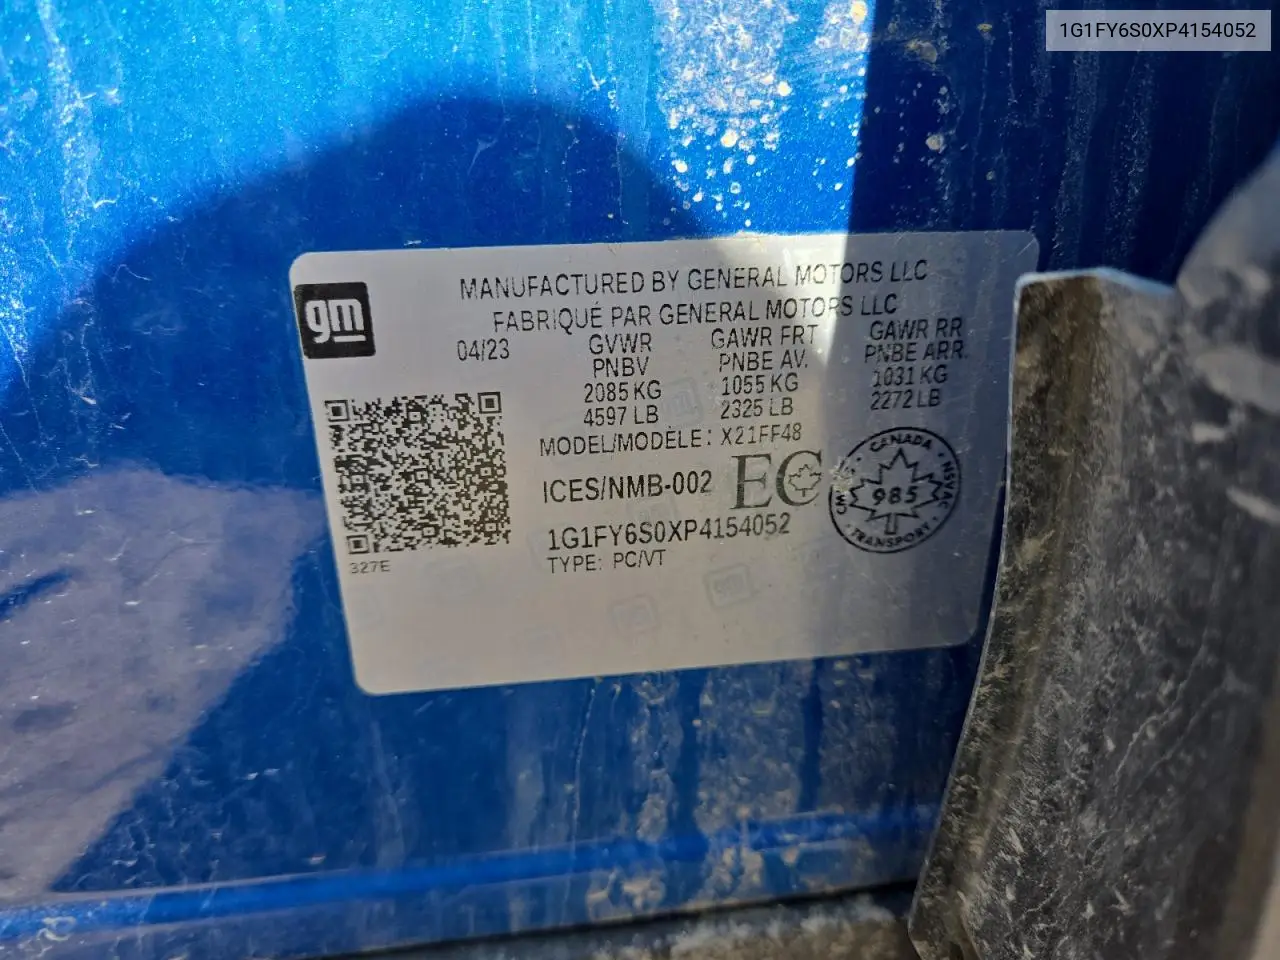 1G1FY6S0XP4154052
gm
MANUFACTURED BY GENERAL MOTORS LLC
FABRIQUÉ PAR GENERAL MOTORS LLC
04/23 GVWR GAWR FRT GAWR RR
PNBV PNBE AV. PNBE ARR.
2085 KG 1055 KG 1031 KG
4597 LB 2325 LB 2272 LB
MODEL/MODÈLE: X21FF48
ICES/NMB-002 EC
CANADA
985
TRANSPORT
CMVSS
NSVAC
1G1FY6S0XP4154052
TYPE: PC/VT
327E